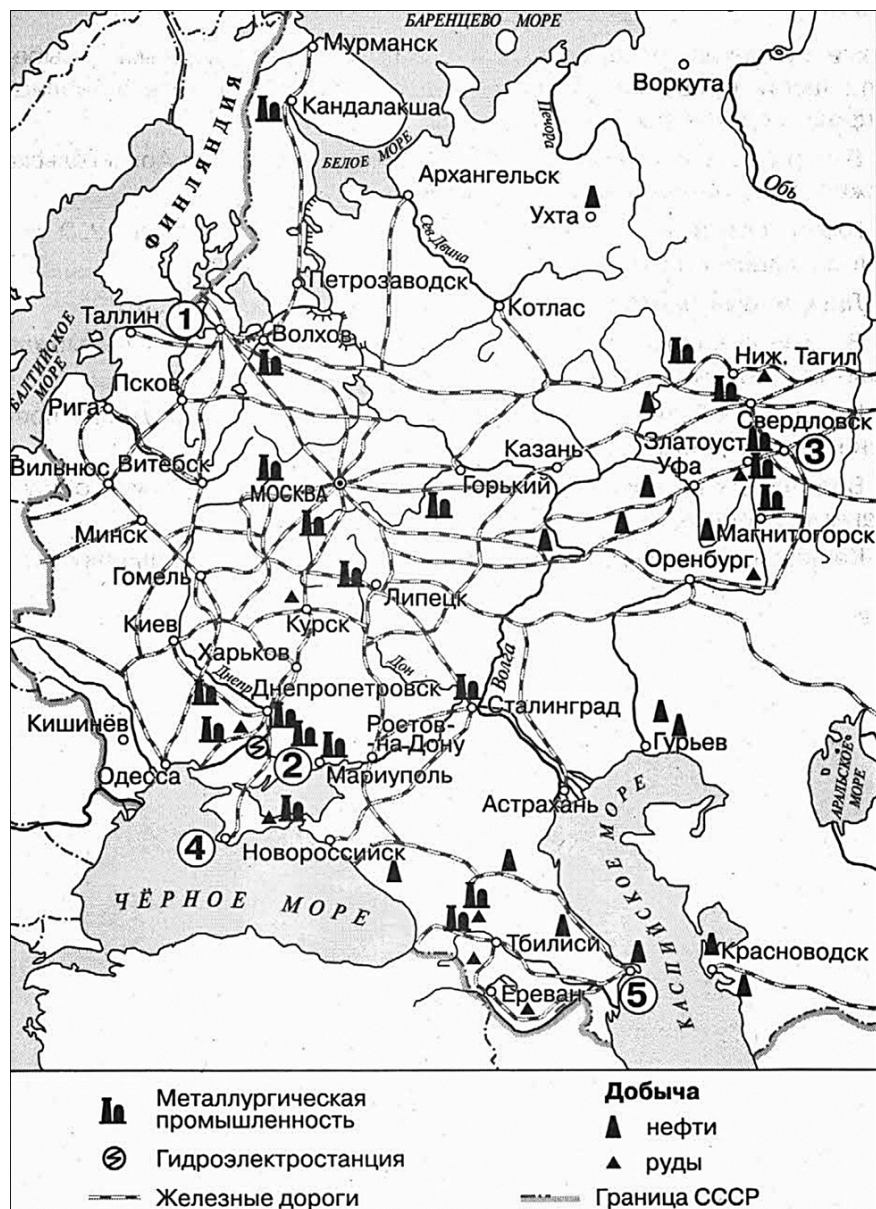 БАРЕНЦЕВО МОРЕ
Мурманск
Воркута
Кандалакша
Печора
ФИНЛЯНДИЯ
БЕЛОЕ МОРЕ
Архангельск
Обь
Ухта
Сев. Двина
Петрозаводск
Котлас
Таллин
1
Волхов
БАЛТИЙСКОЕ
МОРЕ
Ниж. Тагил
Псков
Рига
Свердловск
Казань
Златоуст
3
Вильнюс
Витебск
МОСКВА
Горький
Уфа
Минск
Магнитогорск
Оренбург
Гомель
Липецк
Курск
Киев
Харьков
Дон
Волга
Днепр
Днепропетровск
Сталинград
Кишинёв
Ростов-
-на-Дону
Гурьев
Одесса
2
Мариуполь
Астрахань
АРАЛЬСКОЕ
МОРЕ
4
Новороссийск
КАСПИЙСКОЕ МОРЕ
ЧЁРНОЕ МОРЕ
Тбилиси
Красноводск
Ереван
5
Металлургическая
промышленность
Гидроэлектростанция
Железные дороги
Добыча
нефти
руды
Граница СССР